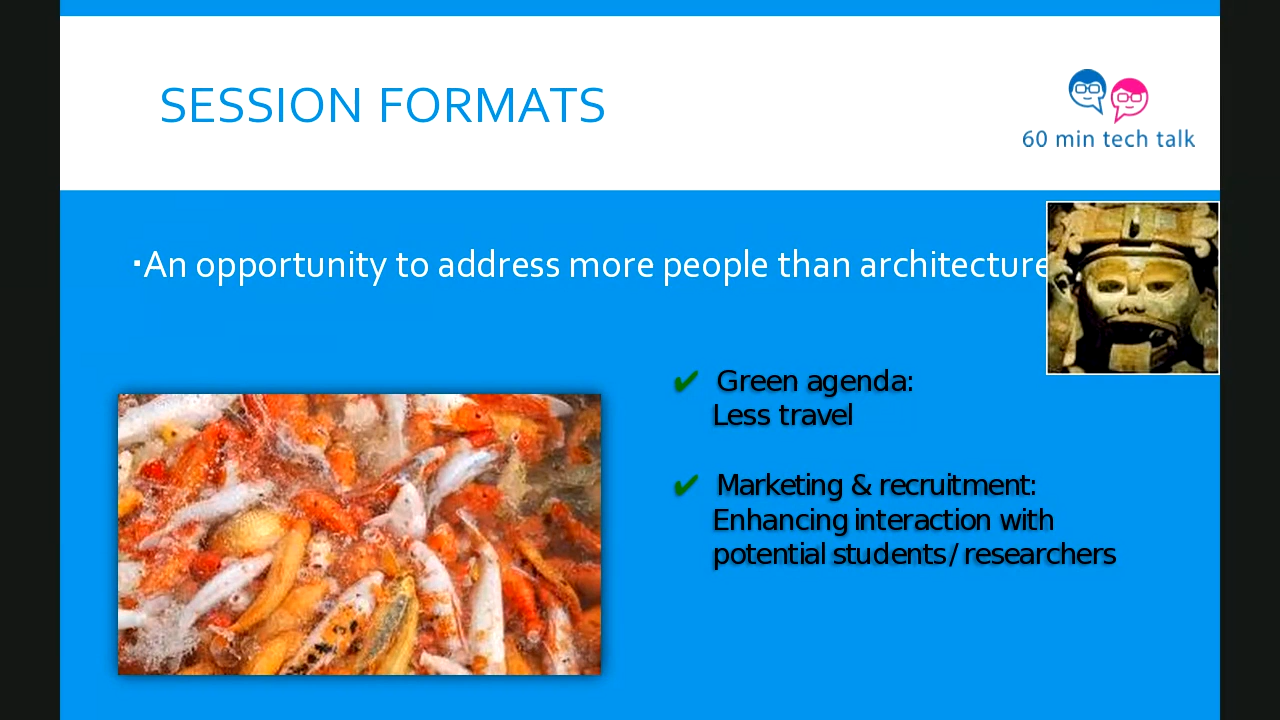 SESSION FORMATS
60 min tech talk
▪An opportunity to address more people than architecture
✔ Green agenda:
Less travel
✔ Marketing & recruitment:
Enhancing interaction with
potential students/researchers